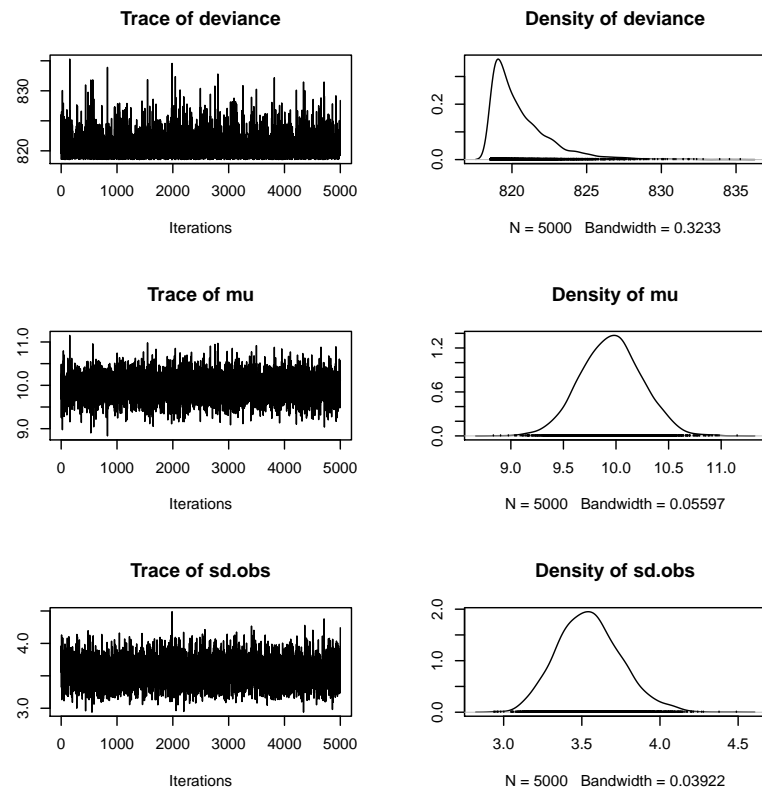 Trace of deviance
830
820
0 1000 2000 3000 4000 5000
Iterations
Density of deviance
0.2
0.0
820 825 830 835
N = 5000 Bandwidth = 0.3233
Trace of mu
11.0
10.0
9.0
0 1000 2000 3000 4000 5000
Iterations
Density of mu
1.2
0.6
0.0
9.0 9.5 10.0 10.5 11.0
N = 5000 Bandwidth = 0.05597
Trace of sd.obs
4.0
3.0
0 1000 2000 3000 4000 5000
Iterations
Density of sd.obs
2.0
1.0
0.0
3.0 3.5 4.0 4.5
N = 5000 Bandwidth = 0.03922